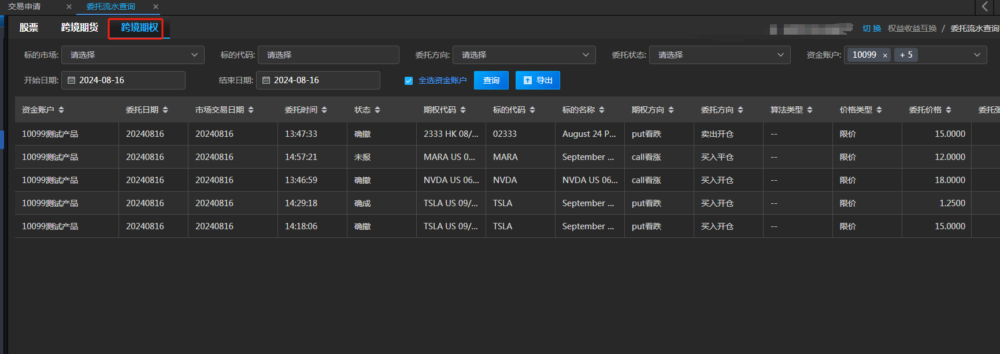 交易申请 × 委托流水查询 ×
股票 跨境期货 跨境期权 切 换 权益收益互换 / 委托流水查询
标的市场: 请选择 标的代码: 请选择 委托方向: 请选择 委托状态: 请选择 资金账户: 10099 × + 5
开始日期: 2024-08-16 结束日期: 2024-08-16 全选资金账户 查询 导出
资金账户 委托日期 市场交易日期 委托时间 状态 期权代码 标的代码 标的名称 期权方向 委托方向 算法类型 价格类型 委托价格 委托张
10099测试产品 20240816 20240816 13:47:33 确撤 2333 HK 08/... 02333 August 24 P... put看跌 卖出开仓 -- 限价 15.0000
10099测试产品 20240816 20240816 14:57:21 未报 MARA US 0... MARA September ... call看涨 买入平仓 -- 限价 12.0000
10099测试产品 20240816 20240816 13:46:59 确撤 NVDA US 06... NVDA NVDA US 06... call看涨 买入开仓 -- 限价 18.0000
10099测试产品 20240816 20240816 14:29:18 确成 TSLA US 09/... TSLA September ... put看跌 买入开仓 -- 限价 1.2500
10099测试产品 20240816 20240816 14:18:06 确撤 TSLA US 09/... TSLA September ... put看跌 买入开仓 -- 限价 15.0000